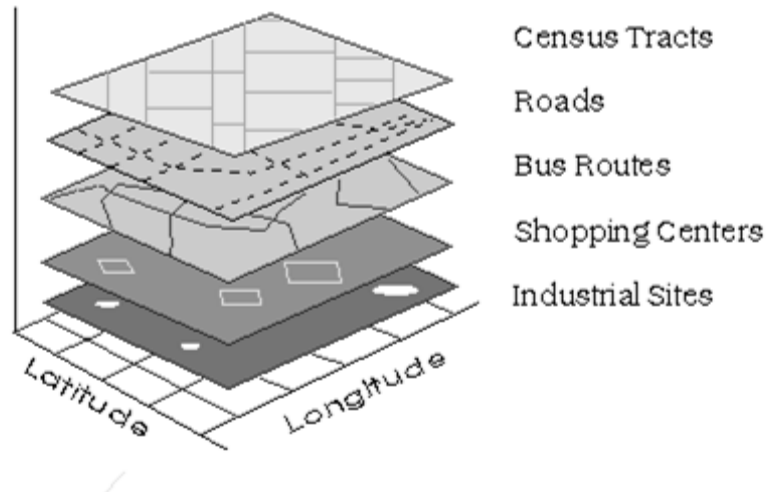 Census Tracts
Roads
Bus Routes
Shopping Centers
Industrial Sites
Latitude
Longitude